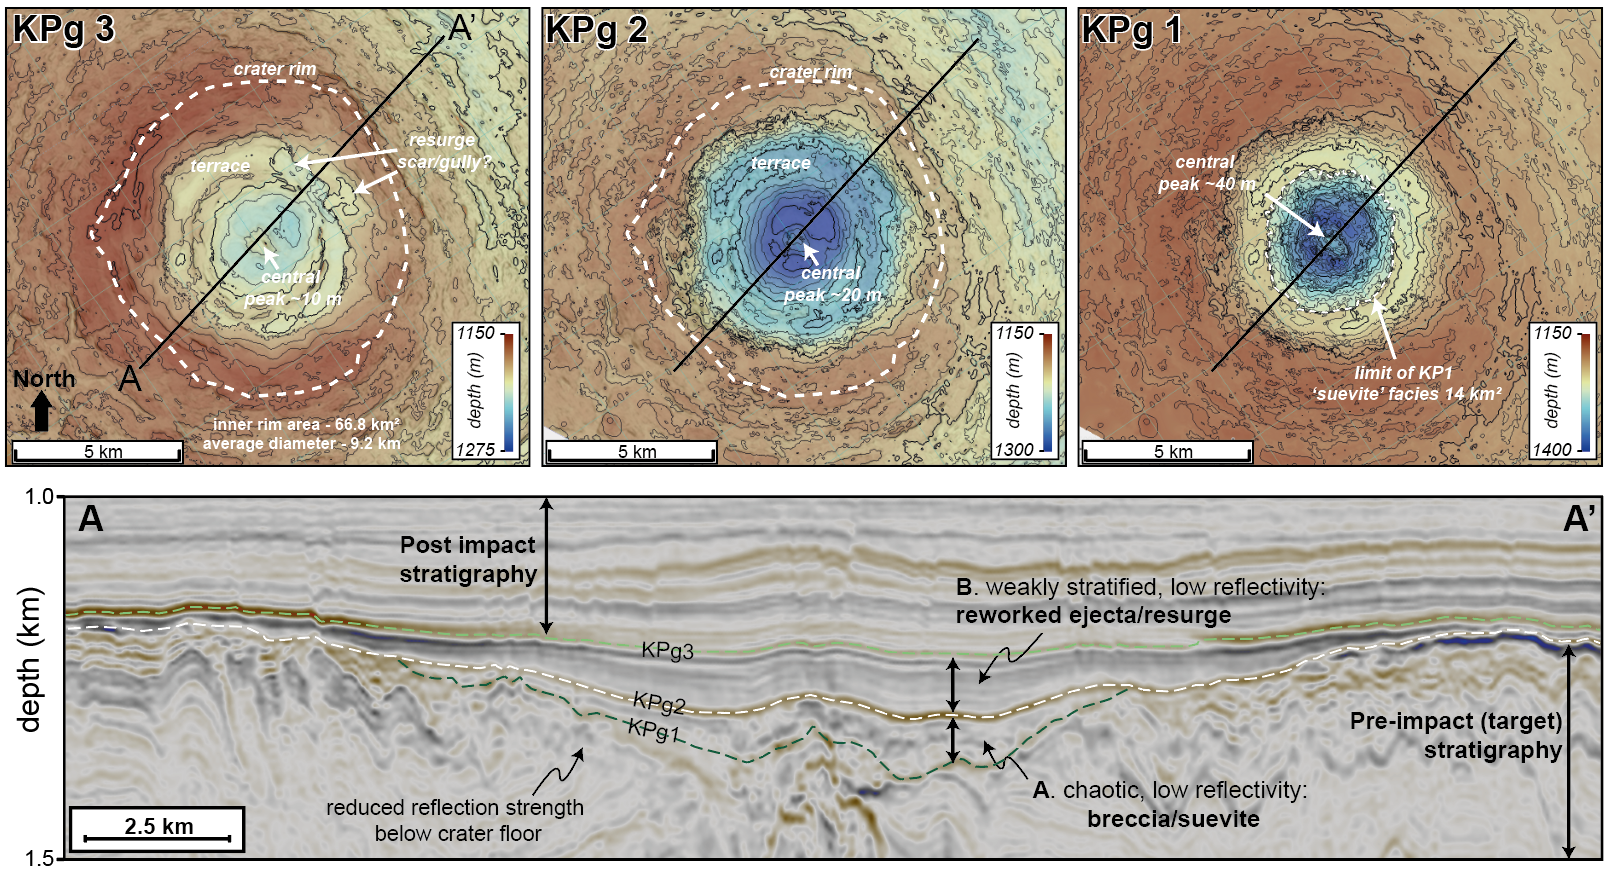 KPg 3
A'
crater rim
resurge
scar/gully?
terrace
central
peak ~10 m
A
North
inner rim area - 66.8 km²
average diameter - 9.2 km
5 km
1150
depth (m)
1275
KPg 2
crater rim
terrace
central
peak ~20 m
5 km
1150
depth (m)
1300
KPg 1
central
peak ~40 m
limit of KP1
‘suevite’ facies 14 km²
5 km
1150
depth (m)
1400
1.0
depth (km)
1.5
A
A’
Post impact
stratigraphy
B. weakly stratified, low reflectivity:
reworked ejecta/resurge
KPg3
KPg2
KPg1
Pre-impact (target)
stratigraphy
reduced reflection strength
below crater floor
A. chaotic, low reflectivity:
breccia/suevite
2.5 km